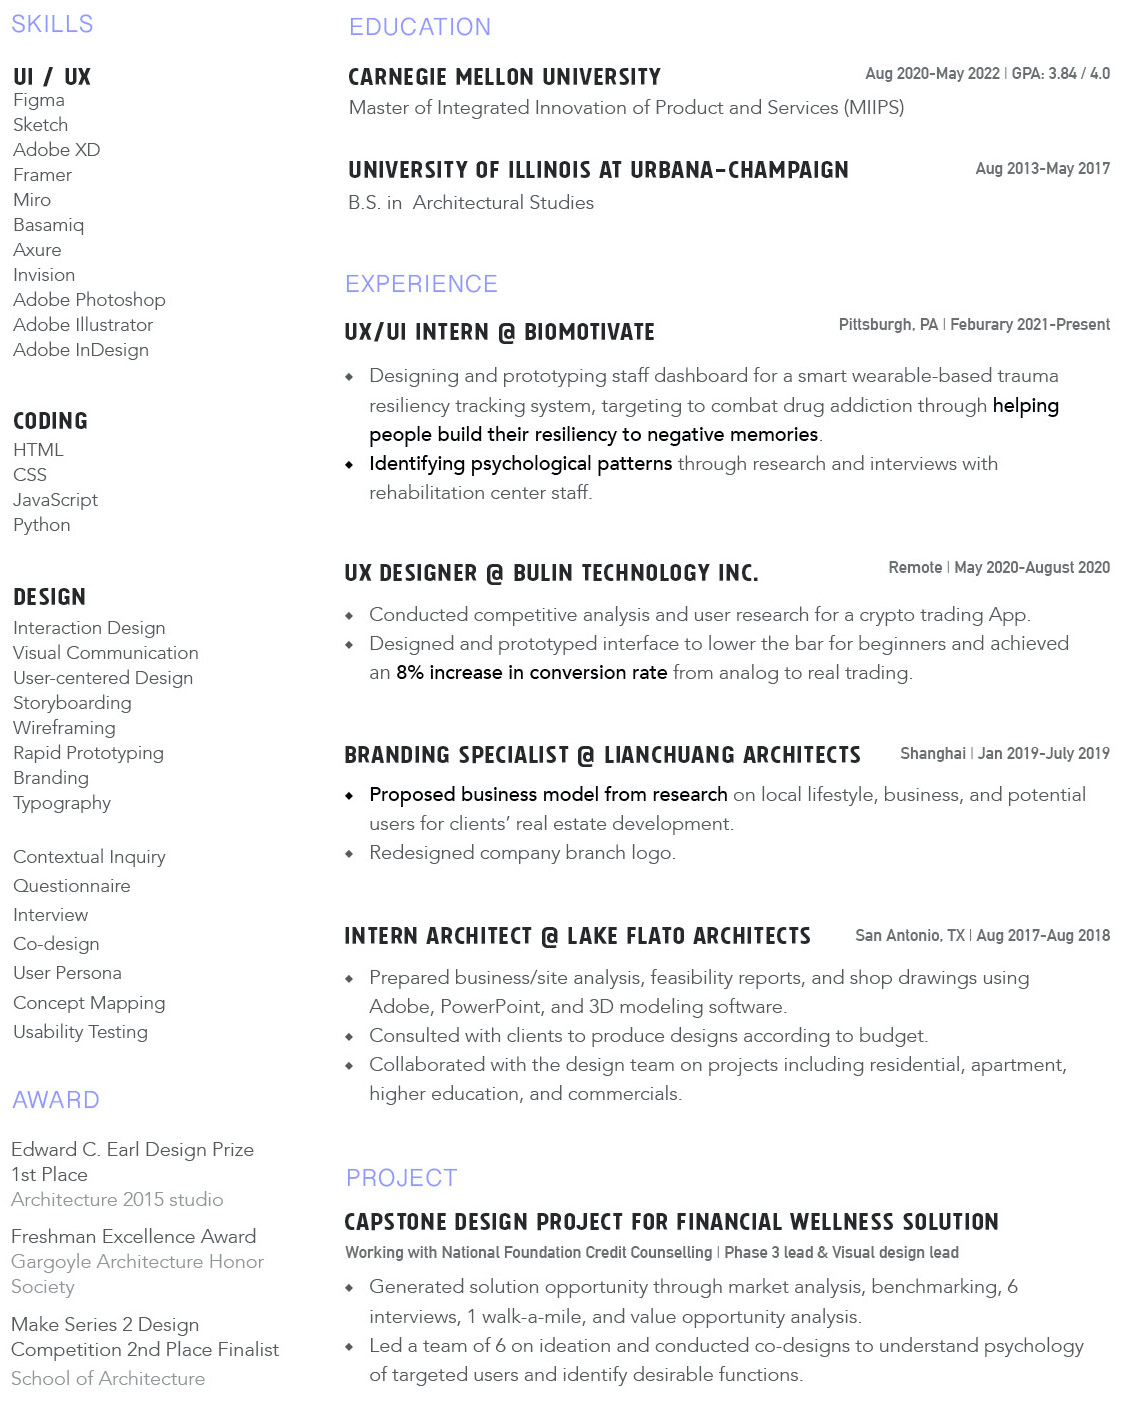 SKILLS
UI / UX
Figma
Sketch
Adobe XD
Framer
Miro
Basamiq
Axure
Invision
Adobe Photoshop
Adobe Illustrator
Adobe InDesign
CODING
HTML
CSS
JavaScript
Python
DESIGN
Interaction Design
Visual Communication
User-centered Design
Storyboarding
Wireframing
Rapid Prototyping
Branding
Typography
Contextual Inquiry
Questionnaire
Interview
Co-design
User Persona
Concept Mapping
Usability Testing
AWARD
Edward C. Earl Design Prize
1st Place
Architecture 2015 studio
Freshman Excellence Award
Gargoyle Architecture Honor
Society
Make Series 2 Design
Competition 2nd Place Finalist
School of Architecture
EDUCATION
CARNEGIE MELLON UNIVERSITY Aug 2020-May 2022 | GPA: 3.84 / 4.0
Master of Integrated Innovation of Product and Services (MIIPS)
UNIVERSITY OF ILLINOIS AT URBANA-CHAMPAIGN Aug 2013-May 2017
B.S. in Architectural Studies
EXPERIENCE
UX/UI INTERN @ BIOMOTIVATE Pittsburgh, PA | Feburary 2021-Present
◆ Designing and prototyping staff dashboard for a smart wearable-based trauma
resiliency tracking system, targeting to combat drug addiction through helping
people build their resiliency to negative memories.
◆ Identifying psychological patterns through research and interviews with
rehabilitation center staff.
UX DESIGNER @ BULIN TECHNOLOGY INC. Remote | May 2020-August 2020
◆ Conducted competitive analysis and user research for a crypto trading App.
◆ Designed and prototyped interface to lower the bar for beginners and achieved
an 8% increase in conversion rate from analog to real trading.
BRANDING SPECIALIST @ LIANCHUANG ARCHITECTS Shanghai | Jan 2019-July 2019
◆ Proposed business model from research on local lifestyle, business, and potential
users for clients’ real estate development.
◆ Redesigned company branch logo.
INTERN ARCHITECT @ LAKE FLATO ARCHITECTS San Antonio, TX | Aug 2017-Aug 2018
◆ Prepared business/site analysis, feasibility reports, and shop drawings using
Adobe, PowerPoint, and 3D modeling software.
◆ Consulted with clients to produce designs according to budget.
◆ Collaborated with the design team on projects including residential, apartment,
higher education, and commercials.
PROJECT
CAPSTONE DESIGN PROJECT FOR FINANCIAL WELLNESS SOLUTION
Working with National Foundation Credit Counselling | Phase 3 lead & Visual design lead
◆ Generated solution opportunity through market analysis, benchmarking, 6
interviews, 1 walk-a-mile, and value opportunity analysis.
◆ Led a team of 6 on ideation and conducted co-designs to understand psychology
of targeted users and identify desirable functions.